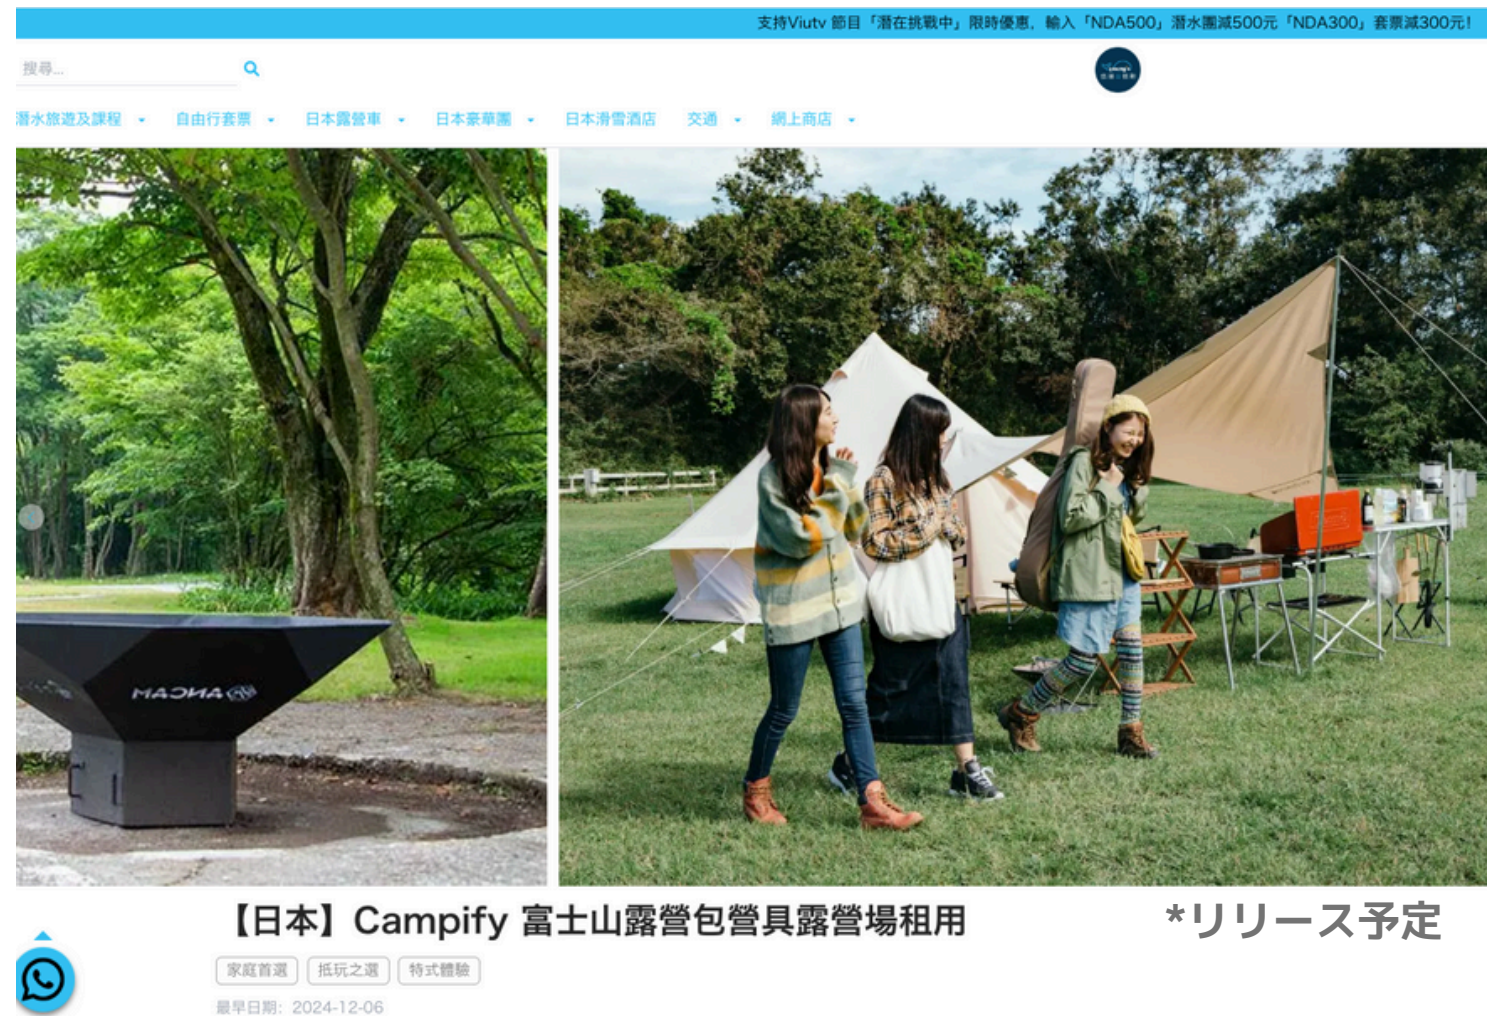 支持Viutv 節目「潛在挑戰中」限時優惠，輸入「NDA500」潛水團減500元「NDA300」套票減300元！
搜尋...
潛水旅遊及課程
自由行套票
日本露營車
日本豪華團
日本滑雪酒店
交通
網上商店
【日本】Campify 富士山露營包營具露營場租用
*リリース予定
家庭首選
抵玩之選
特式體驗
最早日期: 2024-12-06